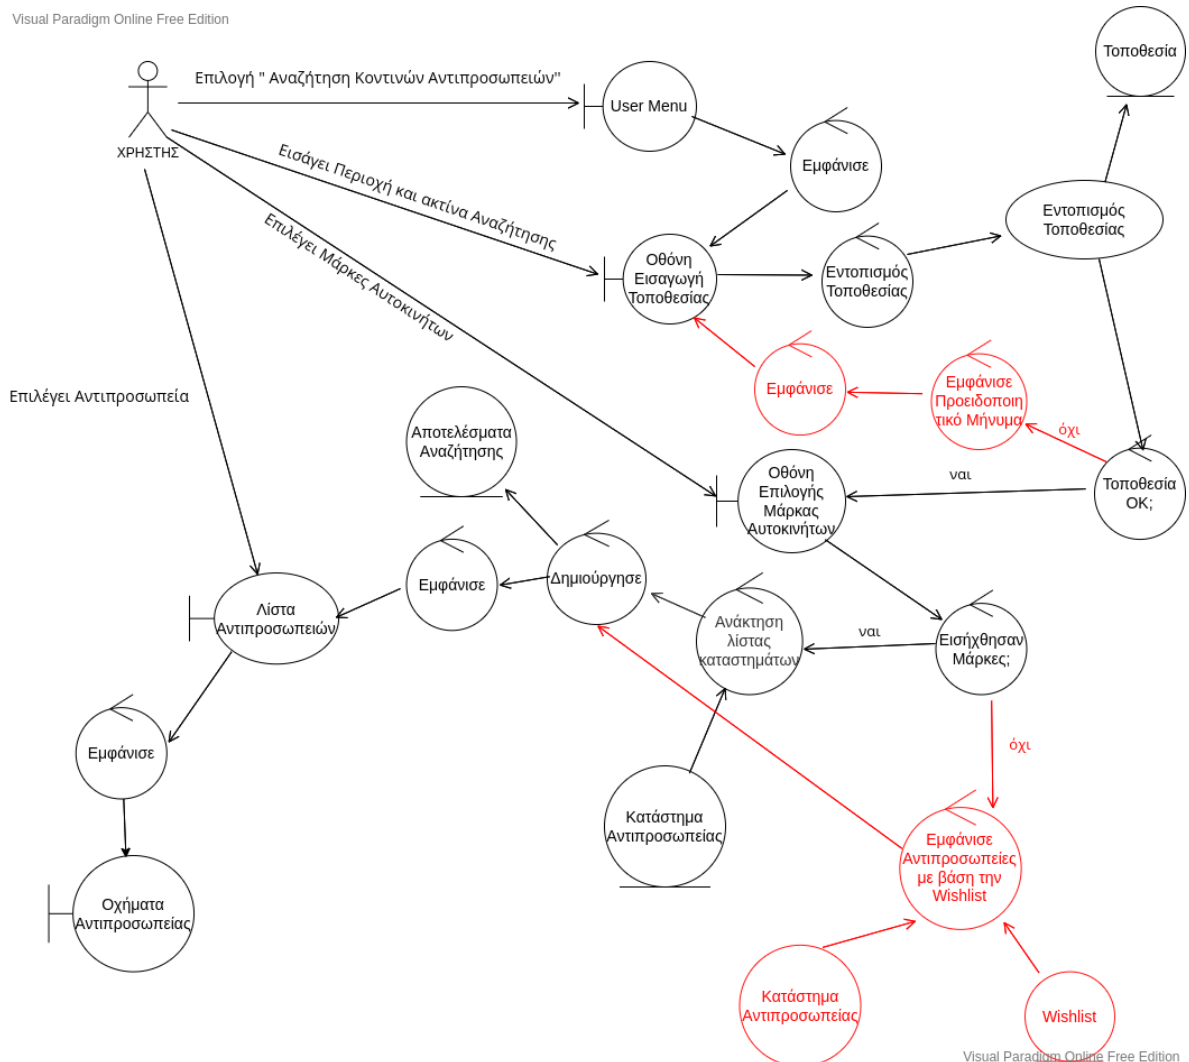 Visual Paradigm Online Free Edition
Τοποθεσία
Επιλογή " Αναζήτηση Κοντινών Αντιπροσωπειών"
User Menu
ΧΡΗΣΤΗΣ
Εμφάνισε
Εισάγει Περιοχή και ακτίνα Αναζήτησης
Επιλέγει Μάρκες Αυτοκινήτων
Εντοπισμός
Τοποθεσίας
Οθόνη
Εισαγωγή
Τοποθεσίας
Εντοπισμός
Τοποθεσίας
Εμφάνισε
Εμφάνισε
Προειδοποιη
τικό Μήνυμα
όχι
Επιλέγει Αντιπροσωπεία
Αποτελέσματα
Αναζήτησης
Οθόνη
Επιλογής
Μάρκας
Αυτοκινήτων
ναι
Τοποθεσία
ΟΚ;
Εμφάνισε
Δημιούργησε
Λίστα
Αντιπροσωπειών
Ανάκτηση
λίστας
καταστημάτων
ναι
Εισήχθησαν
Μάρκες;
Εμφάνισε
όχι
Κατάστημα
Αντιπροσωπείας
Εμφάνισε
Αντιπροσωπείες
με βάση την
Wishlist
Οχήματα
Αντιπροσωπείας
Κατάστημα
Αντιπροσωπείας
Wishlist
Visual Paradigm Online Free Edition